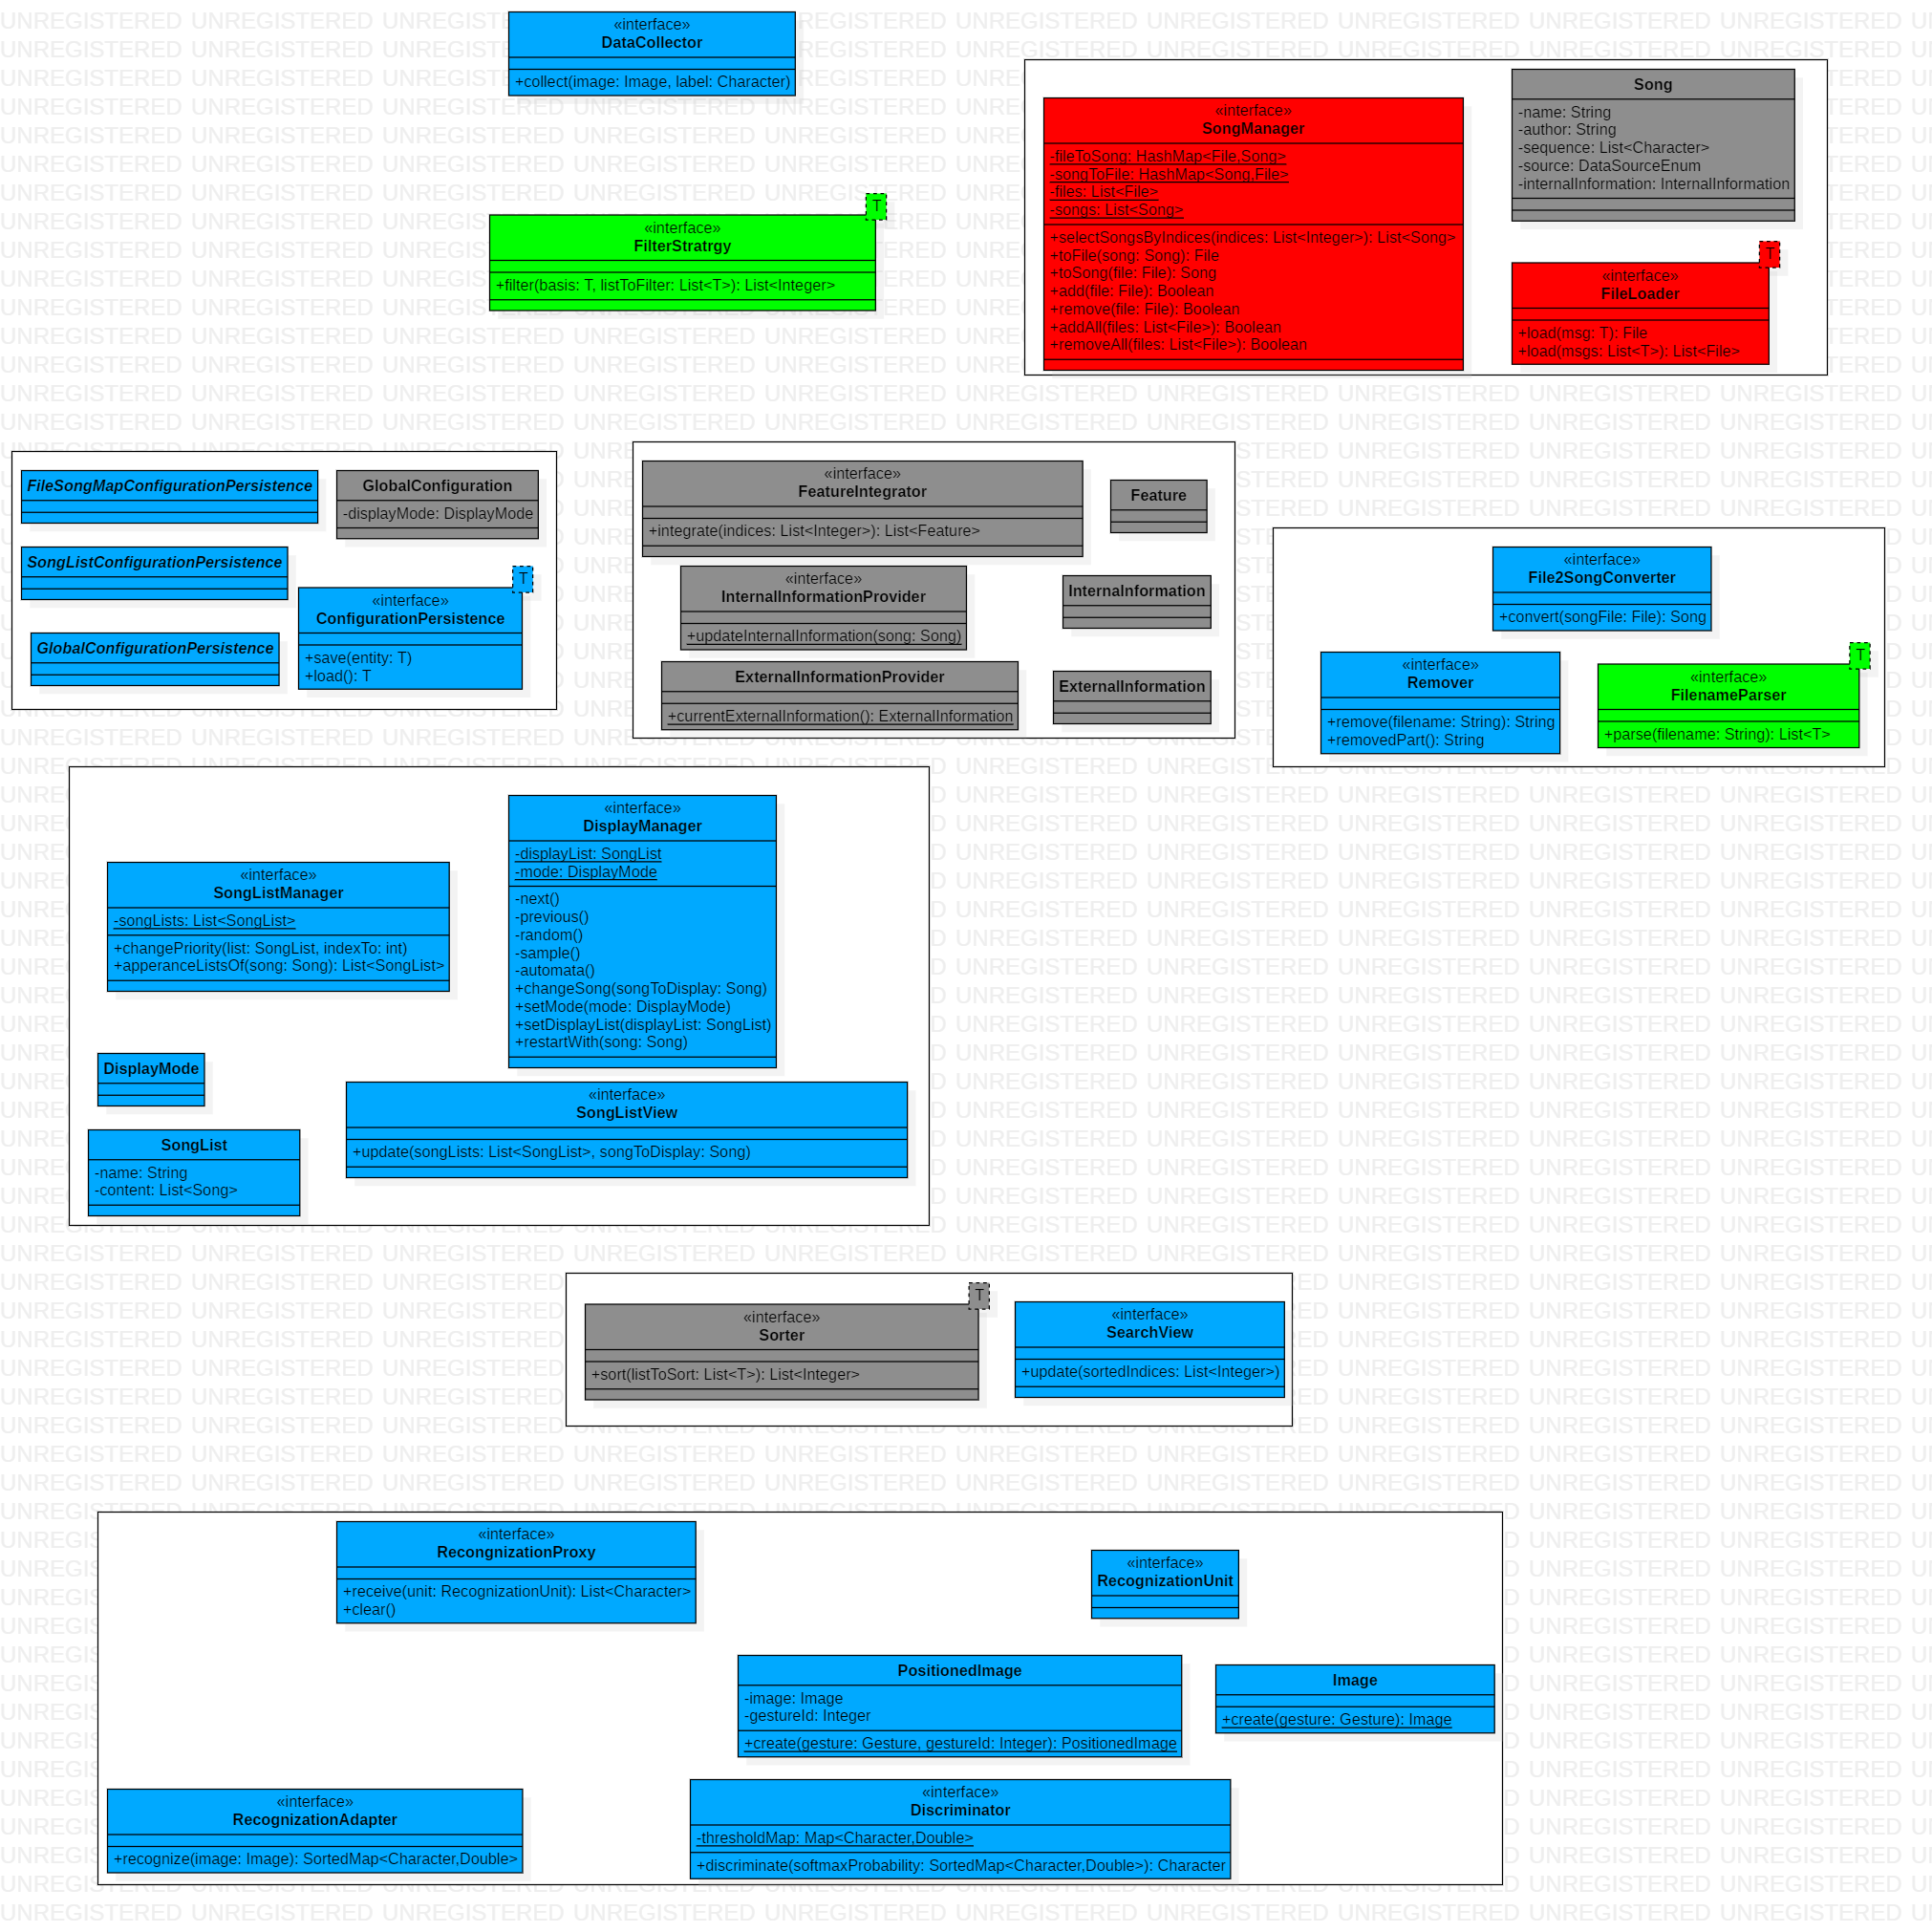 «interface»
DataCollector
+collect(image: Image, label: Character)
«interface»
SongManager
-fileToSong: HashMap<File,Song>
-songToFile: HashMap<Song,File>
-files: List<File>
-songs: List<Song>
+selectSongsByIndices(indices: List<Integer>): List<Song>
+toFile(song: Song): File
+toSong(file: File): Song
+add(file: File): Boolean
+remove(file: File): Boolean
+addAll(files: List<File>): Boolean
+removeAll(files: List<File>): Boolean
Song
-name: String
-author: String
-sequence: List<Character>
-source: DataSourceEnum
-internalInformation: InternalInformation
T
«interface»
FileLoader
+load(msg: T): File
+load(msgs: List<T>): List<File>
T
«interface»
FilterStratrgy
+filter(basis: T, listToFilter: List<T>): List<Integer>
FileSongMapConfigurationPersistence
GlobalConfiguration
-displayMode: DisplayMode
SongListConfigurationPersistence
T
«interface»
ConfigurationPersistence
+save(entity: T)
+load(): T
GlobalConfigurationPersistence
«interface»
FeatureIntegrator
+integrate(indices: List<Integer>): List<Feature>
Feature
«interface»
InternalInformationProvider
+updateInternalInformation(song: Song)
InternalnalInformation
ExternalInformationProvider
+currentExternalInformation(): ExternalInformation
ExternalInformation
«interface»
File2SongConverter
+convert(songFile: File): Song
«interface»
Remover
+remove(filename: String): String
+removedPart(): String
T
«interface»
FilenameParser
+parse(filename: String): List<T>
«interface»
DisplayManager
-displayList: SongList
-mode: DisplayMode
-next()
-previous()
-random()
-sample()
-automata()
+changeSong(songToDisplay: Song)
+setMode(mode: DisplayMode)
+setDisplayList(displayList: SongList)
+restartWith(song: Song)
«interface»
SongListManager
-songLists: List<SongList>
+changePriority(list: SongList, indexTo: int)
+apperanceListsOf(song: Song): List<SongList>
DisplayMode
«interface»
SongListView
+update(songLists: List<SongList>, songToDisplay: Song)
SongList
-name: String
-content: List<Song>
T
«interface»
Sorter
+sort(listToSort: List<T>): List<Integer>
«interface»
SearchView
+update(sortedIndices: List<Integer>)
«interface»
RecongnizationProxy
+receive(unit: RecognizationUnit): List<Character>
+clear()
«interface»
RecognizationUnit
PositionedImage
-image: Image
-gestureId: Integer
+create(gesture: Gesture, gestureId: Integer): PositionedImage
Image
+create(gesture: Gesture): Image
«interface»
RecognizationAdapter
+recognize(image: Image): SortedMap<Character,Double>
«interface»
Discriminator
-thresholdMap: Map<Character,Double>
+discriminate(softmaxProbability: SortedMap<Character,Double>): Character
UNREGISTERED